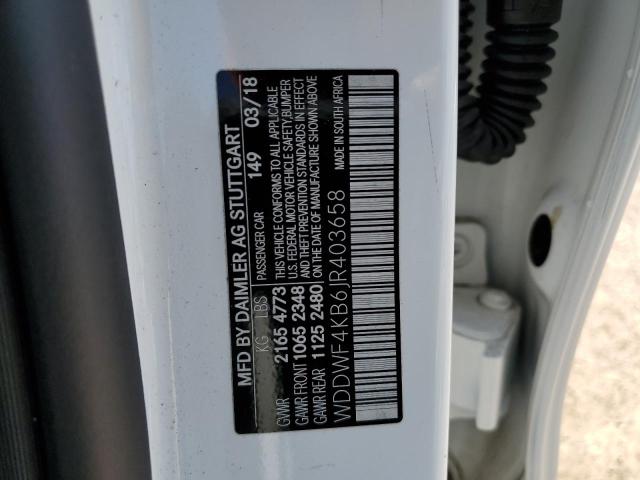 MFD BY DAIMLER AG STUTTGART
KG LBS PASSENGER CAR 149 03/18
GVWR 2165 4773 THIS VEHICLE CONFORMS TO ALL APPLICABLE
GAWR FRONT 1065 2348 U.S. FEDERAL MOTOR VEHICLE SAFETY, BUMPER
GAWR REAR 1125 2480 AND THEFT PREVENTION STANDARDS IN EFFECT
ON THE DATE OF MANUFACTURE SHOWN ABOVE
WDDWF4KB6JR403658 MADE IN SOUTH AFRICA